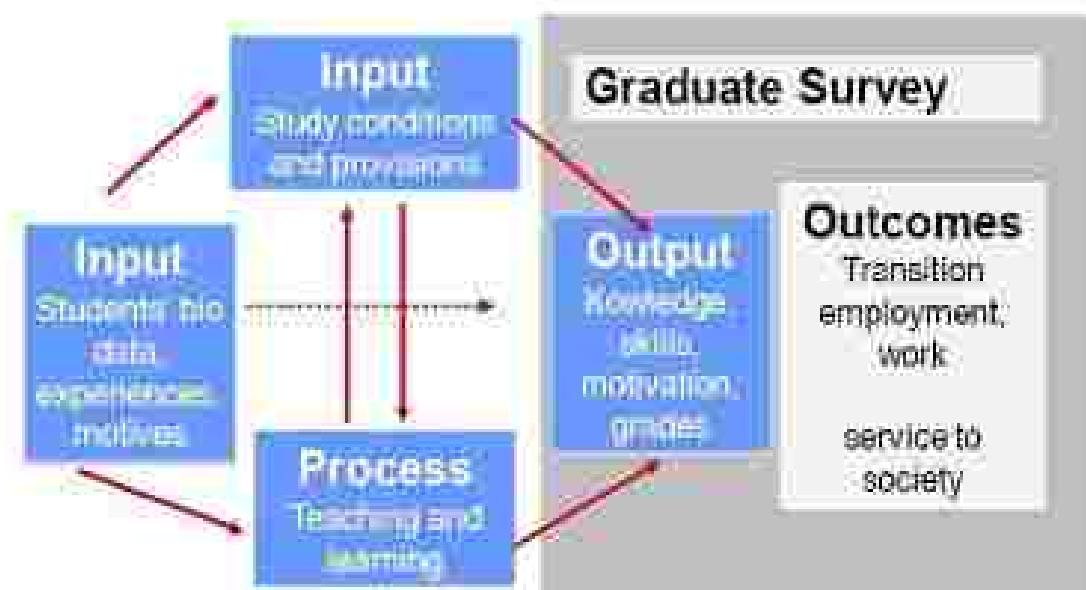 Input
Study conditions
and provisions
Graduate Survey
Input
Students' bio
data,
experiences,
motives
Output
Kowledge,
skills,
motivation,
grades
Outcomes
Transition
employment,
work
service to
society
Process
Teaching and
learning